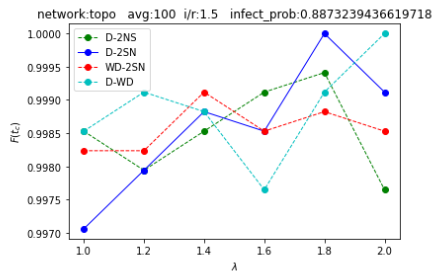 network:topo avg:100 i/r:1.5 infect_prob:0.8873239436619718
D-2NS
D-2SN
WD-2SN
D-WD
1.0000
0.9995
0.9990
0.9985
0.9980
0.9975
0.9970
F(t_c)
1.0 1.2 1.4 1.6 1.8 2.0
λ